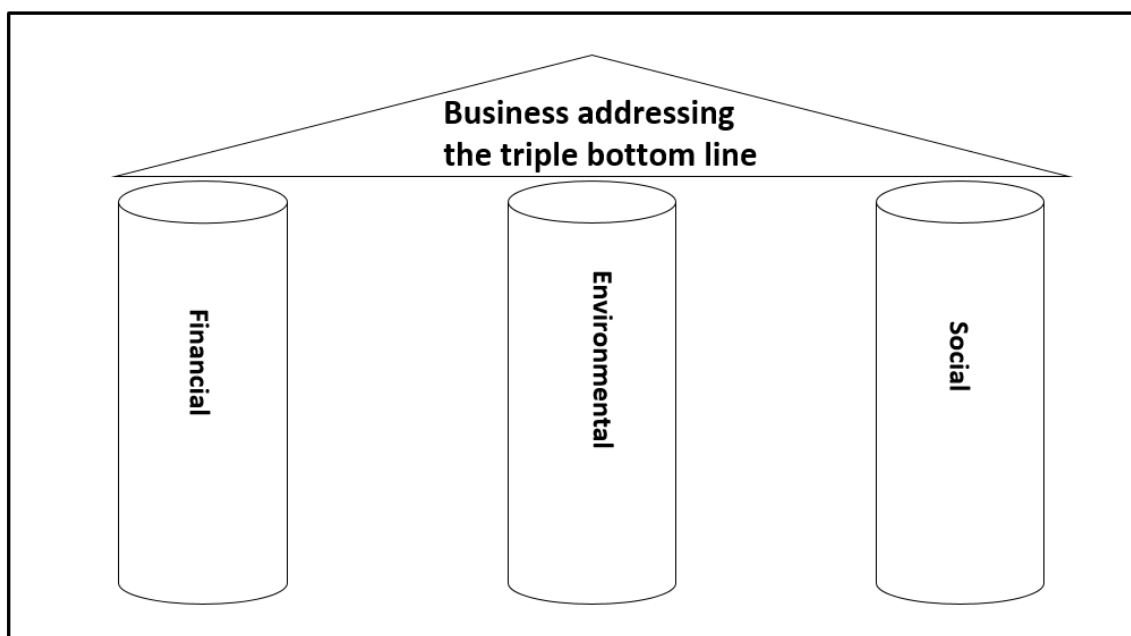 Business addressing
the triple bottom line
Financial
Environmental
Social